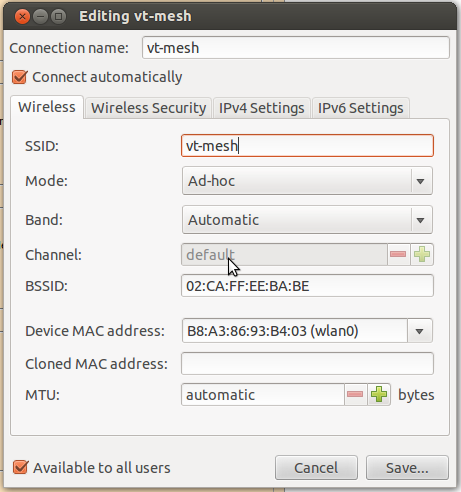 Editing vt-mesh
Connection name: vt-mesh
Connect automatically
Wireless Wireless Security IPv4 Settings IPv6 Settings
SSID: vt-mesh
Mode: Ad-hoc
Band: Automatic
Channel: default
BSSID: 02:CA:FF:EE:BA:BE
Device MAC address: B8:A3:86:93:B4:03 (wlan0)
Cloned MAC address:
MTU: automatic bytes
Available to all users Cancel Save...